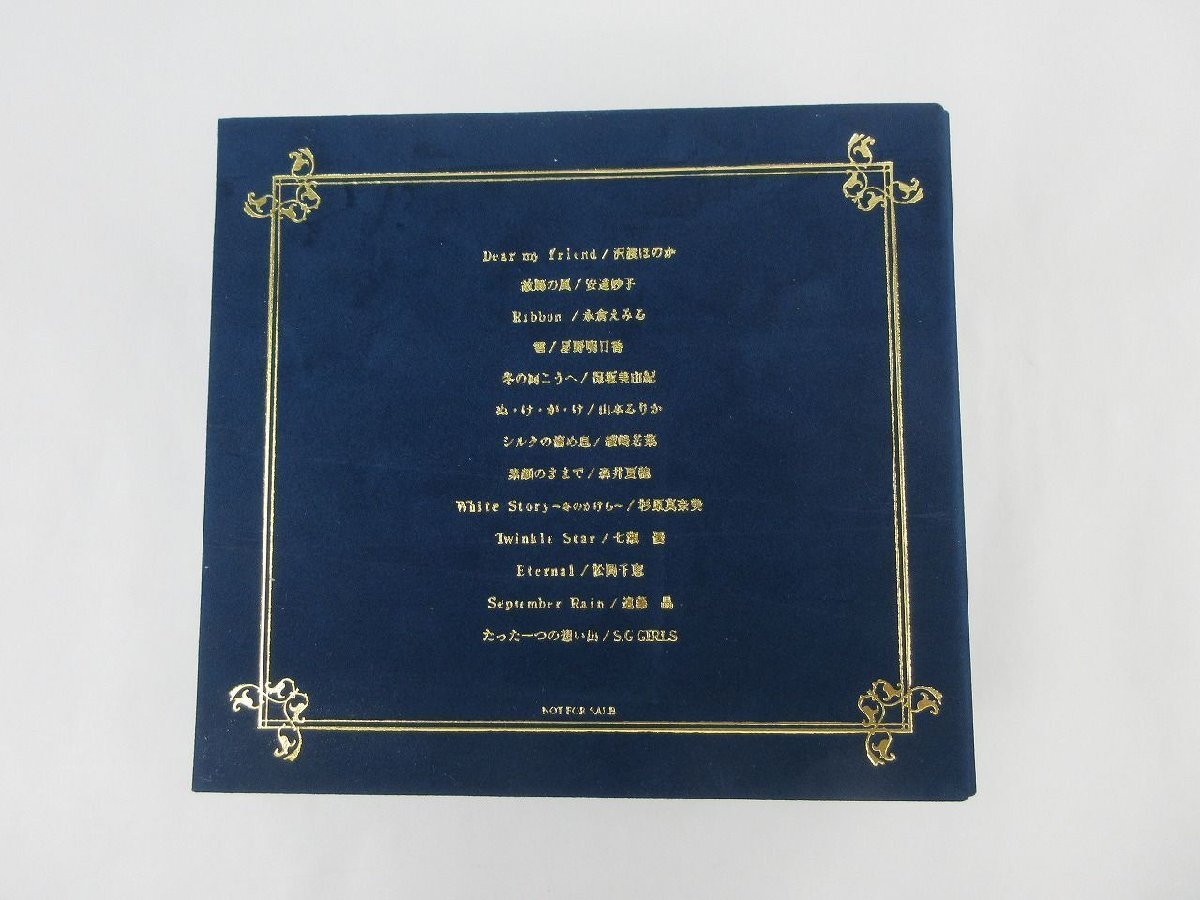 Dear my friend/沢渡ほのか
故郷の風/安達妙子
Ribbon /永倉えみる
雪/星野明日香
冬の向こうへ/保坂美由紀
ぬ・け・が・け/山本るりか
シルクの溜め息/綾崎若菜
素顔のままで/森井夏穂
White Story～冬のかけら～/杉原真奈美
Twinkle Star/七瀬 優
Eternal/松岡千恵
September Rain/遠藤 晶
たった一つの想い出/S.G GIRLS
NOT FOR SALE